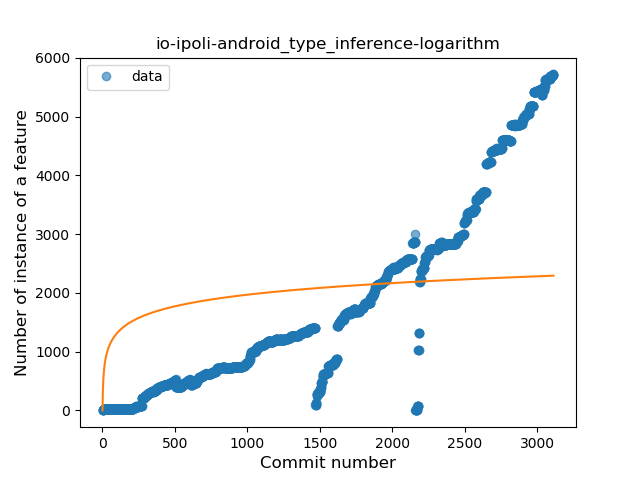 io-ipoli-android_type_inference-logarithm
data
Number of instance of a feature
6000
5000
4000
3000
2000
1000
0
0 500 1000 1500 2000 2500 3000
Commit number